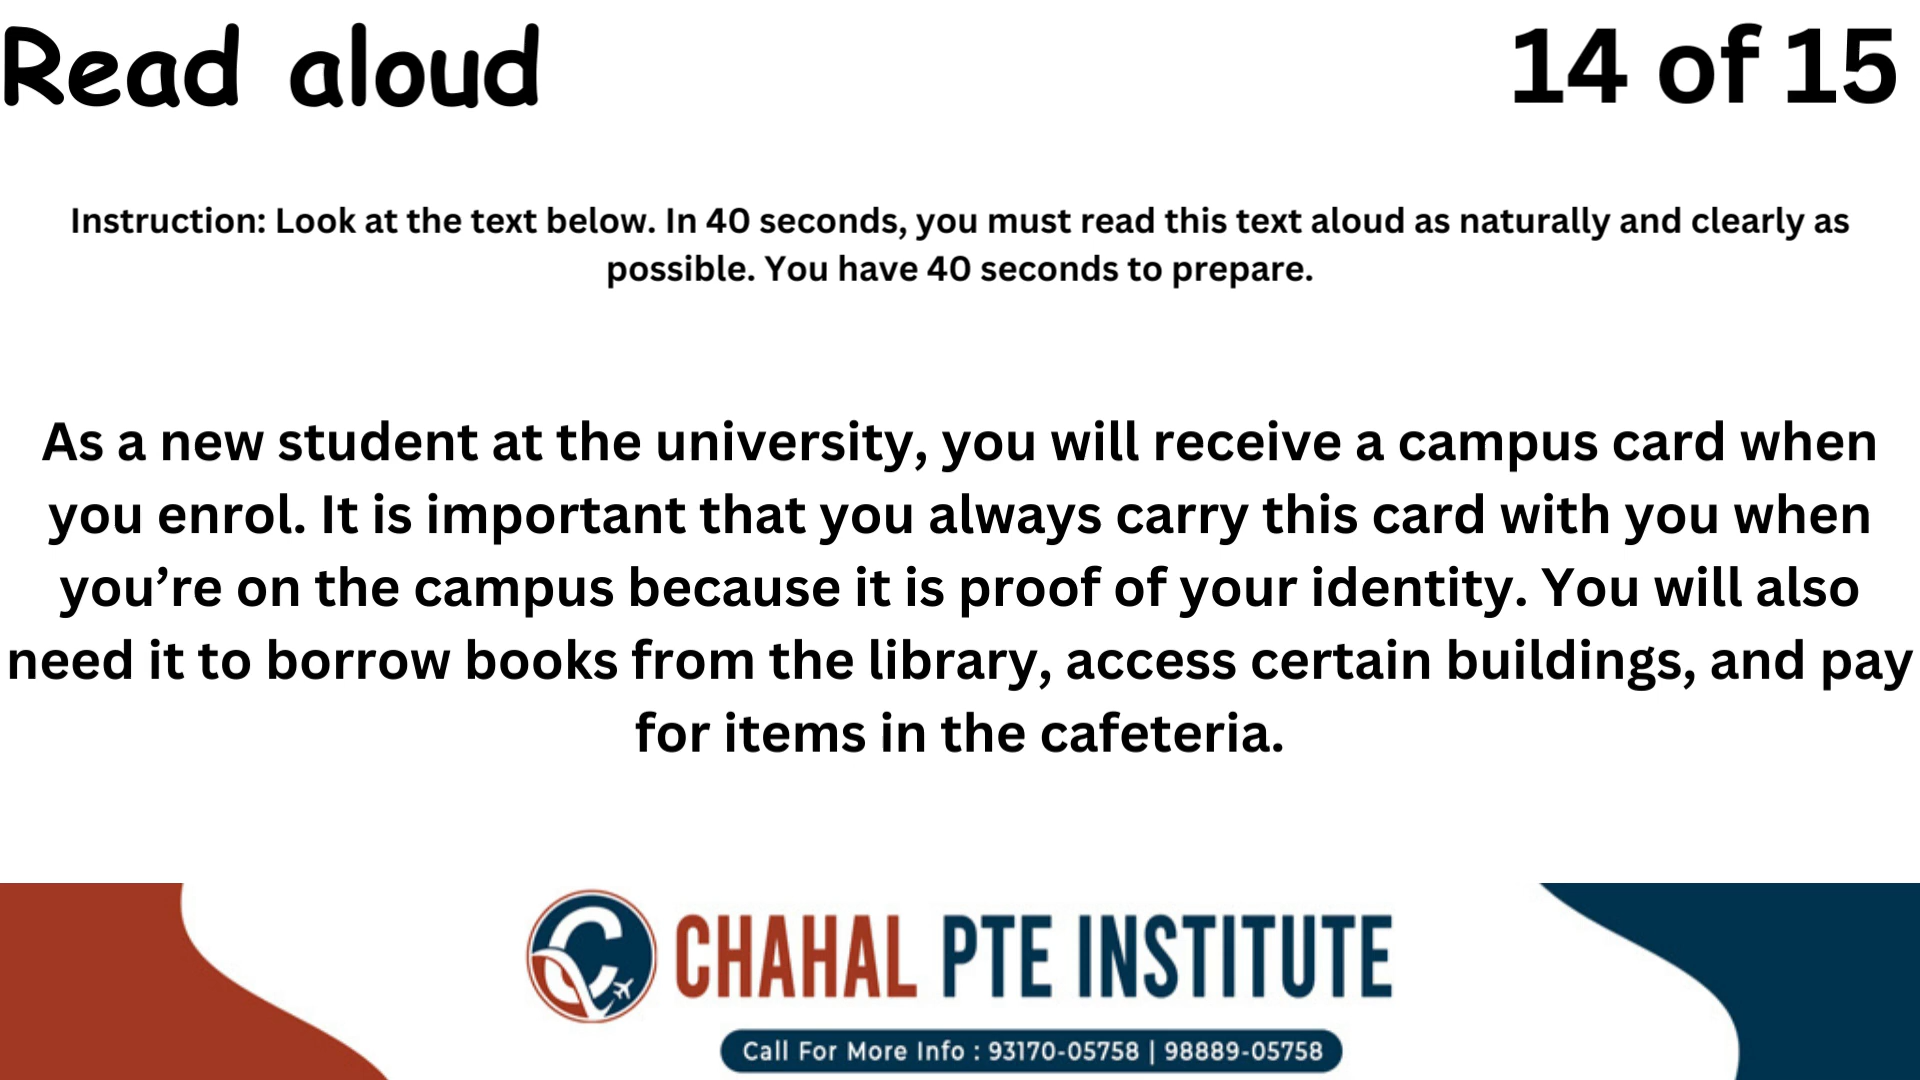 Read aloud
14 of 15
Instruction: Look at the text below. In 40 seconds, you must read this text aloud as naturally and clearly as
possible. You have 40 seconds to prepare.
As a new student at the university, you will receive a campus card when
you enrol. It is important that you always carry this card with you when
you’re on the campus because it is proof of your identity. You will also
need it to borrow books from the library, access certain buildings, and pay
for items in the cafeteria.
CHAHAL PTE INSTITUTE
Call For More Info : 93170-05758 | 98889-05758